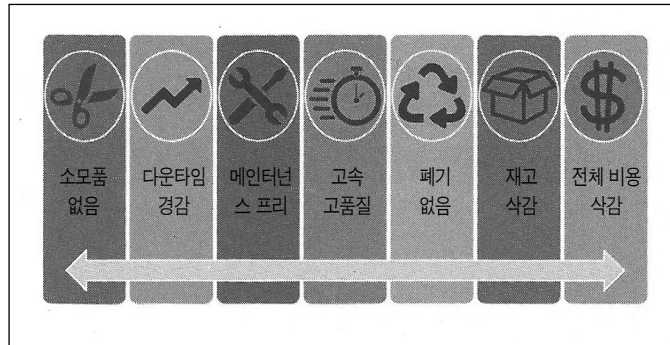 소모품
없음
다운타임
경감
메인터넌
스 프리
고속
고품질
폐기
없음
재고
삭감
전체 비용
삭감